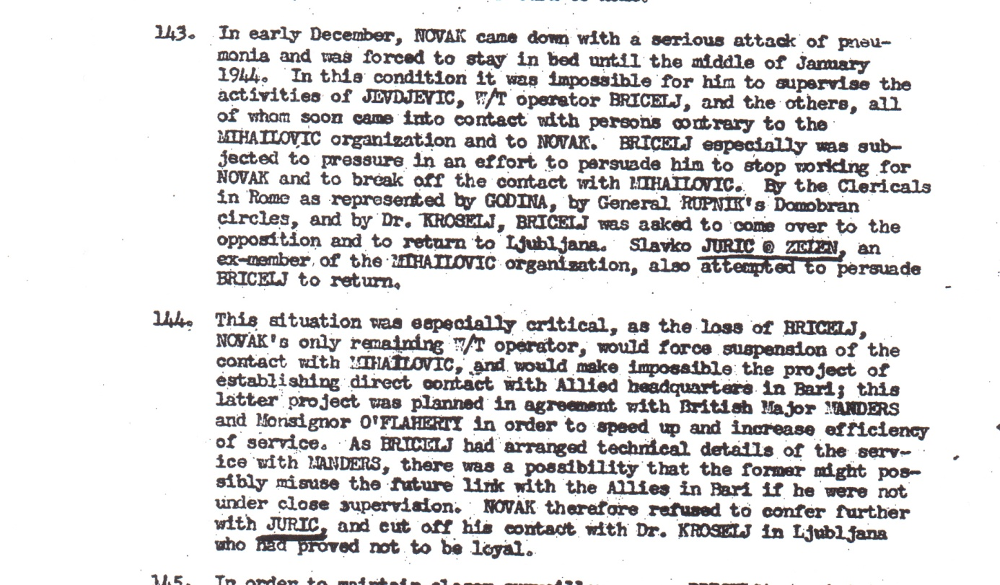 143. In early December, NOVAK came down with a serious attack of pneu-
monia and was forced to stay in bed until the middle of January
1944. In this condition it was impossible for him to supervise the
activities of JEVDJEVIC, W/T operator BRICELJ, and the others, all
of whom soon came into contact with persons contrary to the
MIHAILOVIC organization and to NOVAK. BRICELJ especially was sub-
jected to pressure in an effort to persuade him to stop working for
NOVAK and to break off the contact with MIHAILOVIC. By the Clericals
in Rome as represented by GODINA, by General RUPNIK's Domobran
circles, and by Dr. KROSELJ, BRICELJ was asked to come over to the
opposition and to return to Ljubljana. Slavko JURIC @ ZELEN, an
ex-member of the MIHAILOVIC organization, also attempted to persuade
BRICELJ to return.
144. This situation was especially critical, as the loss of BRICELJ,
NOVAK's only remaining W/T operator, would force suspension of the
contact with MIHAILOVIC, and would make impossible the project of
establishing direct contact with Allied headquarters in Bari; this
latter project was planned in agreement with British Major MANDERS
and Monsignor O'FLAHERTY in order to speed up and increase efficiency
of service. As BRICELJ had arranged technical details of the serv-
ice with MANDERS, there was a possibility that the former might pos-
sibly misuse the future link with the Allies in Bari if he were not
under close supervision. NOVAK therefore refused to confer further
with JURIC, and cut off his contact with Dr. KROSELJ in Ljubljana
who had proved not to be loyal.
145. In order to maintain closer